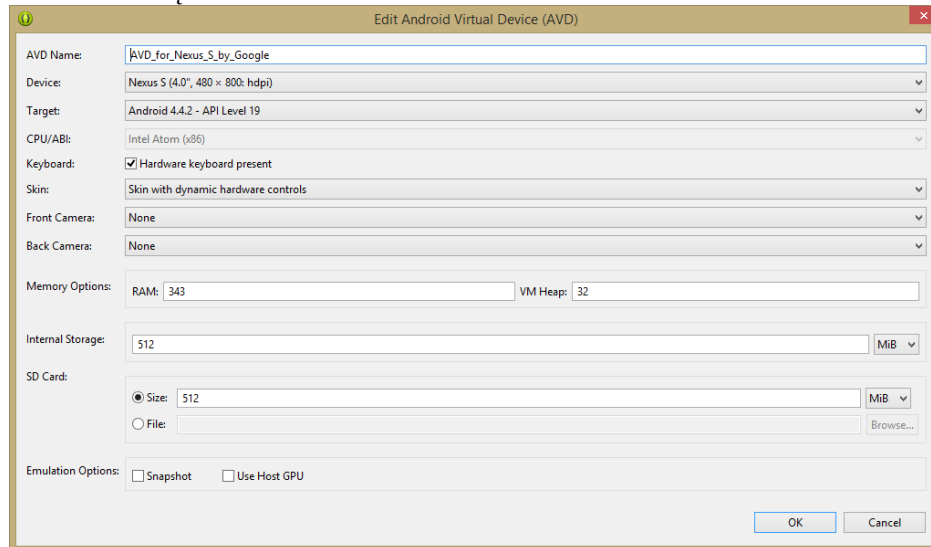 Edit Android Virtual Device (AVD)
AVD Name: AVD_for_Nexus_S_by_Google
Device: Nexus S (4.0", 480 × 800: hdpi)
Target: Android 4.4.2 - API Level 19
CPU/ABI: Intel Atom (x86)
Keyboard: Hardware keyboard present
Skin: Skin with dynamic hardware controls
Front Camera: None
Back Camera: None
Memory Options: RAM: 343 VM Heap: 32
Internal Storage: 512 MiB
SD Card:
Size: 512 MiB
File: Browse...
Emulation Options: Snapshot Use Host GPU
OK Cancel